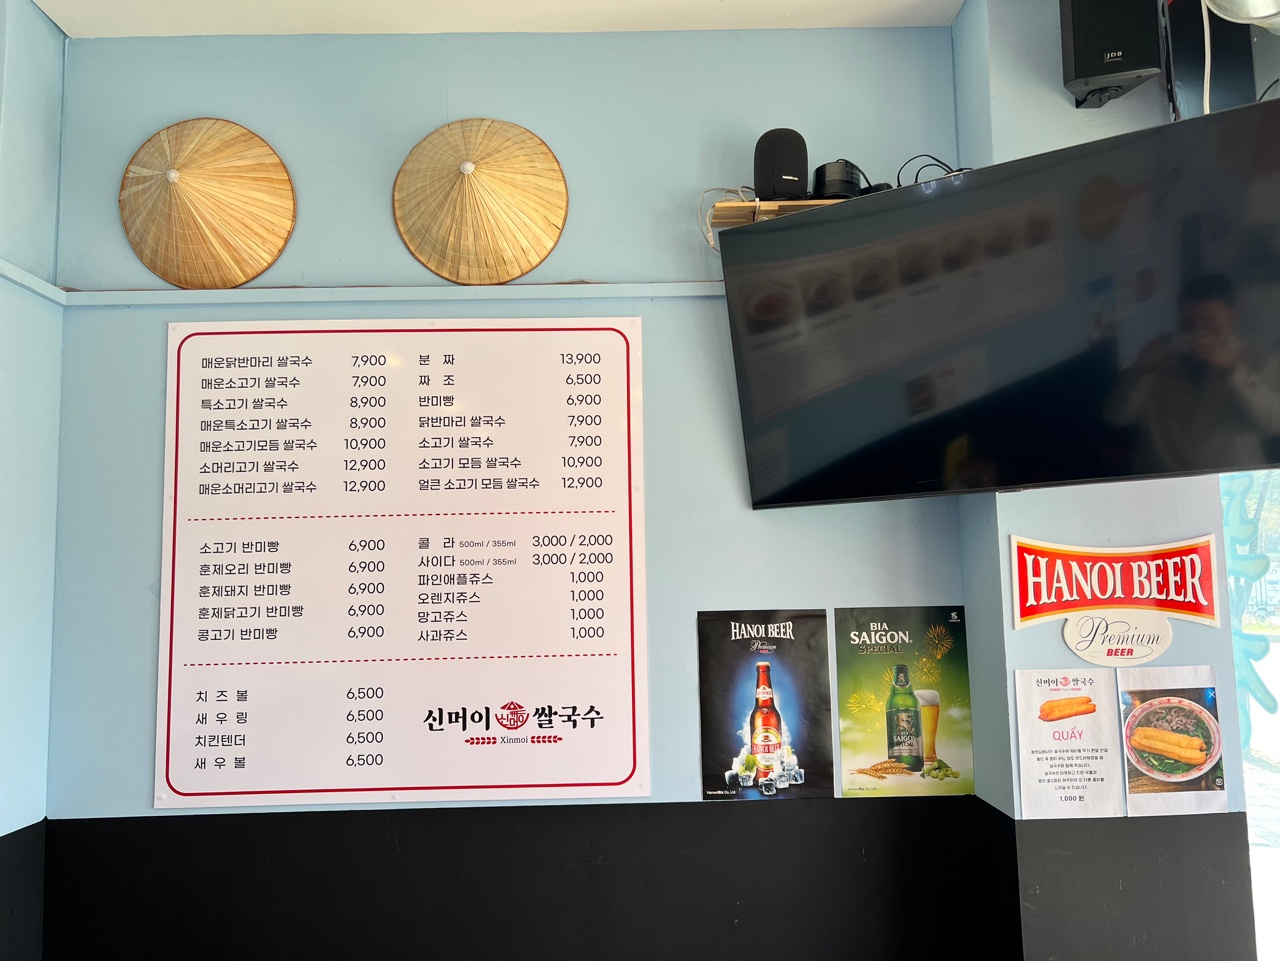 매운닭반마리 쌀국수 7,900
매운소고기 쌀국수 7,900
특소고기 쌀국수 8,900
매운특소고기 쌀국수 8,900
매운소고기모듬 쌀국수 10,900
소머리고기 쌀국수 12,900
매운소머리고기 쌀국수 12,900
분 짜 13,900
짜 조 6,500
반미빵 6,900
닭반마리 쌀국수 7,900
소고기 쌀국수 7,900
소고기 모듬 쌀국수 10,900
얼큰 소고기 모듬 쌀국수 12,900
소고기 반미빵 6,900
훈제오리 반미빵 6,900
훈제돼지 반미빵 6,900
훈제닭고기 반미빵 6,900
콩고기 반미빵 6,900
콜 라 500ml / 355ml 3,000 / 2,000
사이다 500ml / 355ml 3,000 / 2,000
파인애플쥬스 1,000
오렌지쥬스 1,000
망고쥬스 1,000
사과쥬스 1,000
치 즈 볼 6,500
새 우 링 6,500
치킨텐더 6,500
새 우 볼 6,500
신머이 신머이 쌀국수
Xinmoi
HANOI BEER
Premium
BIA
SAIGON
SPECIAL
BIA
SAIGON
HANOI BEER
Premium
BEER
신머이 쌀국수
QUẨY
1,000 원
JDB